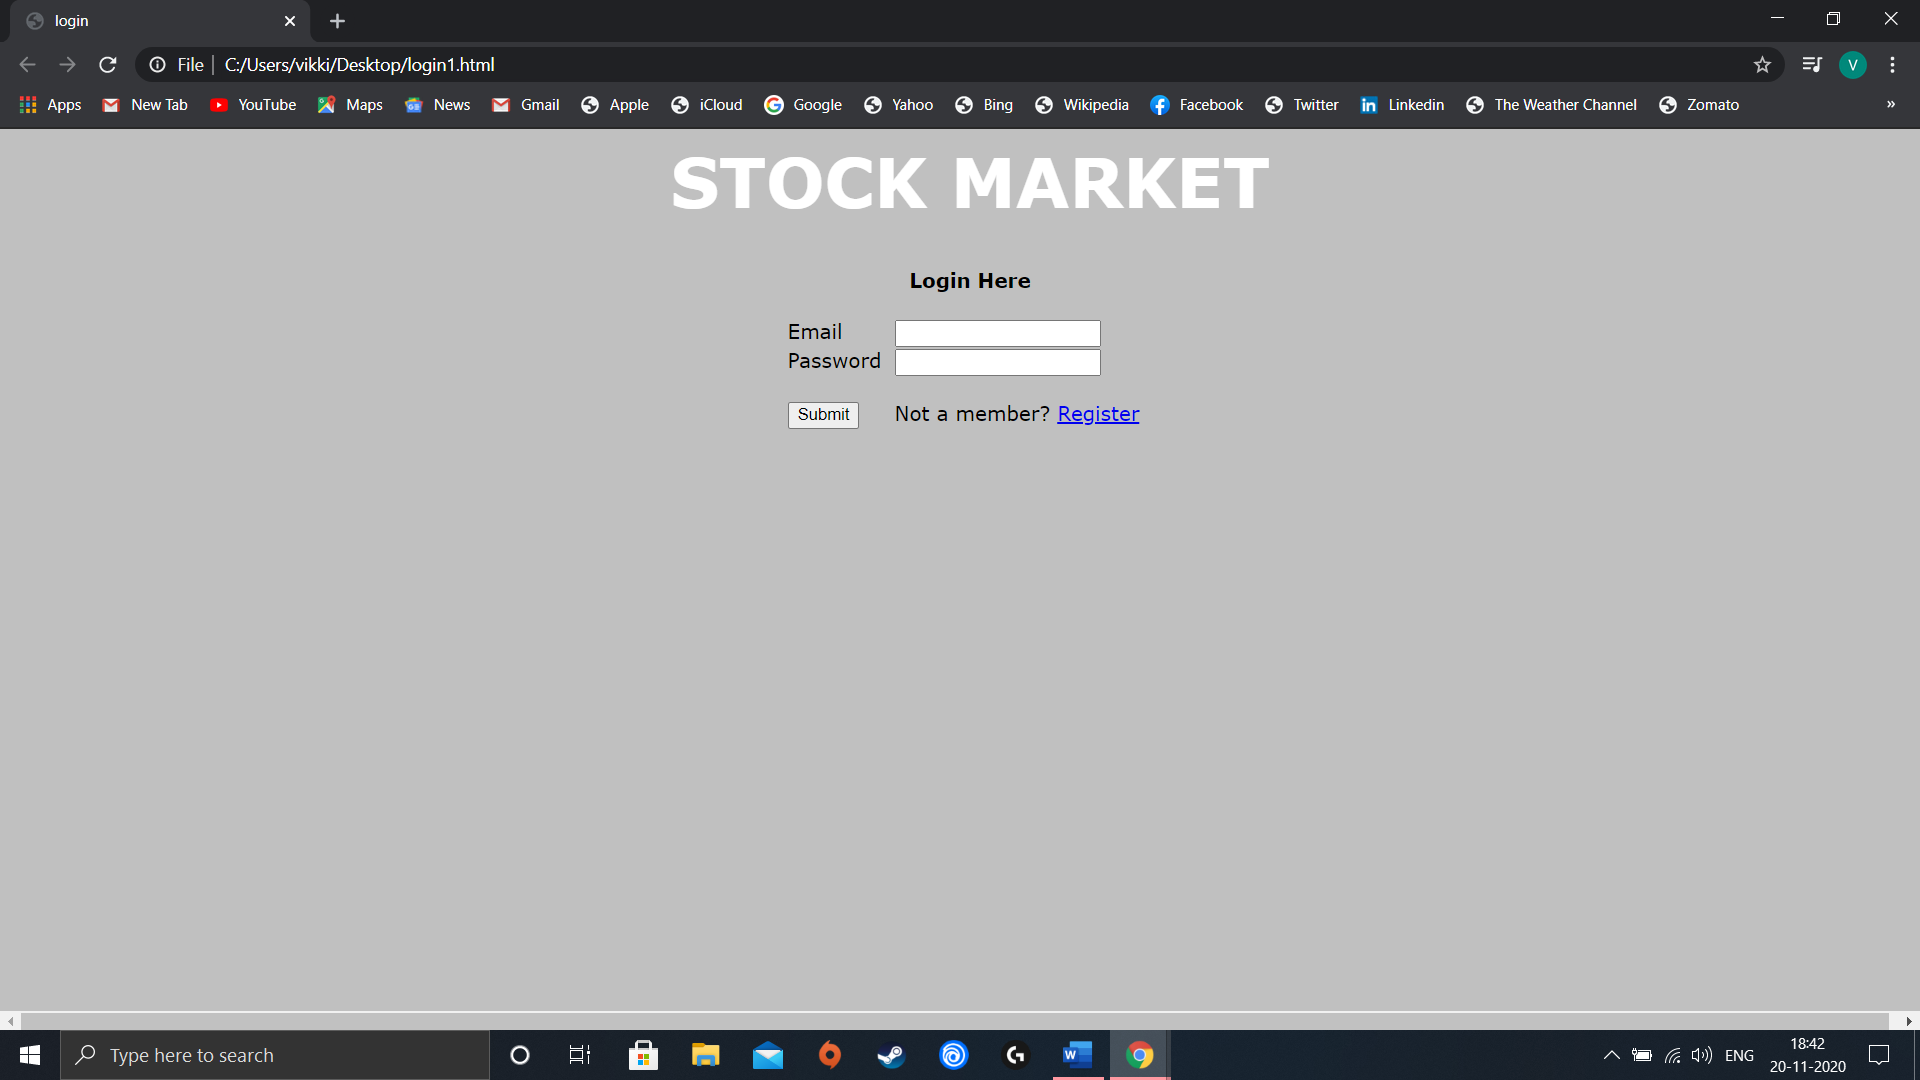 login
File C:/Users/vikki/Desktop/login1.html
V
Apps New Tab YouTube Maps News Gmail Apple iCloud Google Yahoo Bing Wikipedia Facebook Twitter Linkedin The Weather Channel Zomato »
STOCK MARKET
Login Here
Email
Password
Submit Not a member? Register
Type here to search
ENG
18:42
20-11-2020